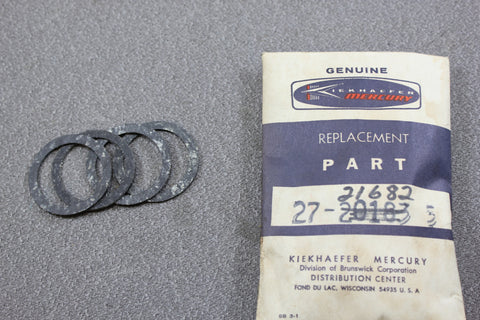 GENUINE
KIEKHAEFER
MERCURY
REPLACEMENT
PART
21682
27-20183 5
KIEKHAEFER MERCURY
Division of Brunswick Corporation
DISTRIBUTION CENTER
FOND DU LAC, WISCONSIN 54935 U. S. A